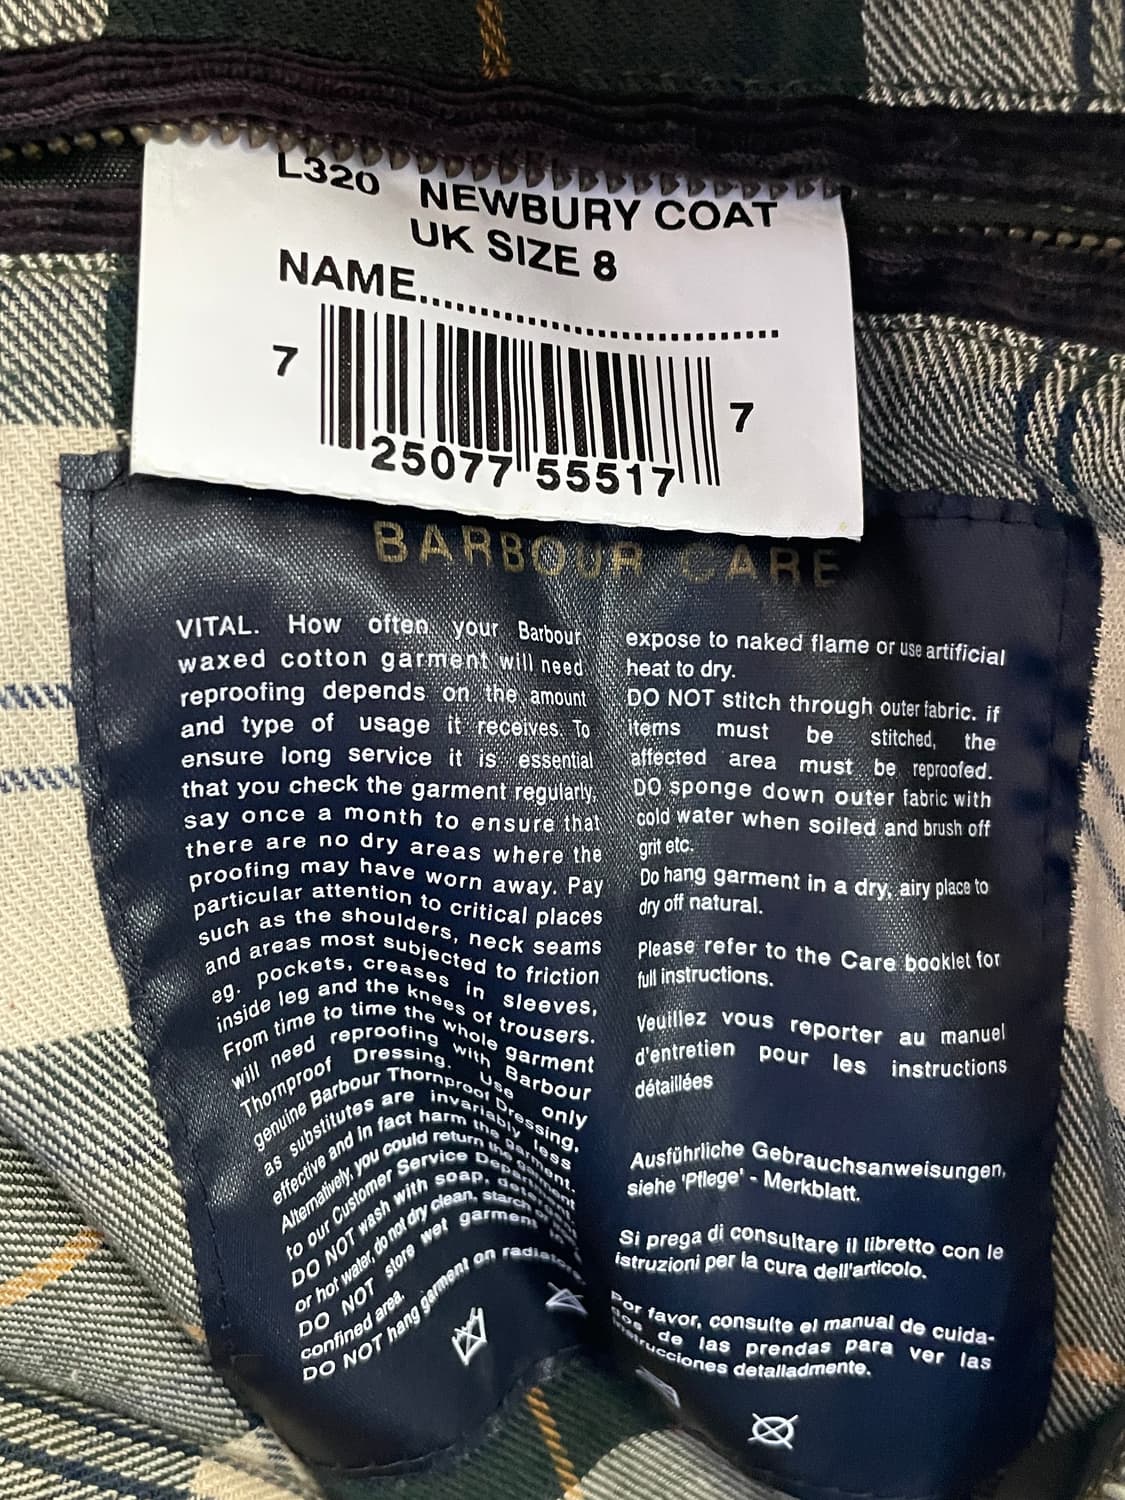 L320 NEWBURY COAT
UK SIZE 8
NAME................................
7 25077 55517 7
BARBOUR CARE
VITAL. How often your Barbour
waxed cotton garment will need
reproofing depends on the amount
and type of usage it receives. To
ensure long service it is essential
that you check the garment regularly,
say once a month to ensure that
there are no dry areas where the
proofing may have worn away. Pay
particular attention to critical places
such as the shoulders, neck seams
and areas most subjected to friction
eg. pockets, creases in sleeves,
inside leg and the knees of trousers.
From time to time the whole garment
will need reproofing with Barbour
Thornproof Dressing. Use only
genuine Barbour Thornproof Dressing,
as substitutes are invariably less
effective and in fact harm the garment.
Alternatively, you could return the garment
to our Customer Service Department
DO NOT wash with soap,
or hot water, do not dry clean, starch
DO NOT store wet garment
confined area.
DO NOT hang garment on radiators
expose to naked flame or use artificial
heat to dry.
DO NOT stitch through outer fabric. if
items must be stitched, the
affected area must be reproofed.
DO sponge down outer fabric with
cold water when soiled and brush off
grit etc.
Do hang garment in a dry, airy place to
dry off natural.
Please refer to the Care booklet for
full instructions.
Veuillez vous reporter au manuel
d'entretien pour les instructions
détaillées
Ausführliche Gebrauchsanweisungen,
siehe 'Pflege' - Merkblatt.
Si prega di consultare il libretto con le
istruzioni per la cura dell'articolo.
Por favor, consulte el manual de cuida-
dos de las prendas para ver las
instrucciones detalladmente.